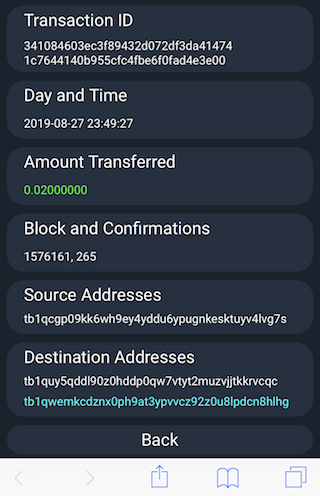 Transaction ID
341084603ec3f89432d072df3da41474
1c7644140b955cfc4fbe6f0fad4e3e00
Day and Time
2019-08-27 23:49:27
Amount Transferred
0.02000000
Block and Confirmations
1576161, 265
Source Addresses
tb1qcgp09kk6wh9ey4yddu6ypugnkesktuyv4lvg7s
Destination Addresses
tb1quy5qddl90z0hddp0qw7vtyt2muzvjjtkkrvcqc
tb1qwemkcdznx0ph9at3ypvvcz92z0u8lpdcn8hlhg
Back